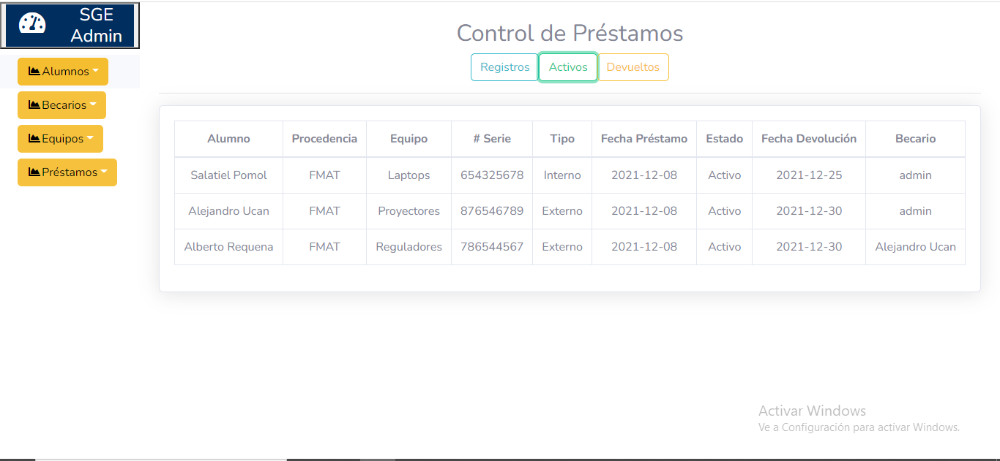 SGE
Admin
Alumnos
Becarios
Equipos
Préstamos
Control de Préstamos
Registros Activos Devueltos
Alumno Procedencia Equipo # Serie Tipo Fecha Préstamo Estado Fecha Devolución Becario
Salatiel Pomol FMAT Laptops 654325678 Interno 2021-12-08 Activo 2021-12-25 admin
Alejandro Ucan FMAT Proyectores 876546789 Externo 2021-12-08 Activo 2021-12-30 admin
Alberto Requena FMAT Reguladores 786544567 Externo 2021-12-08 Activo 2021-12-30 Alejandro Ucan
Activar Windows
Ve a Configuración para activar Windows.